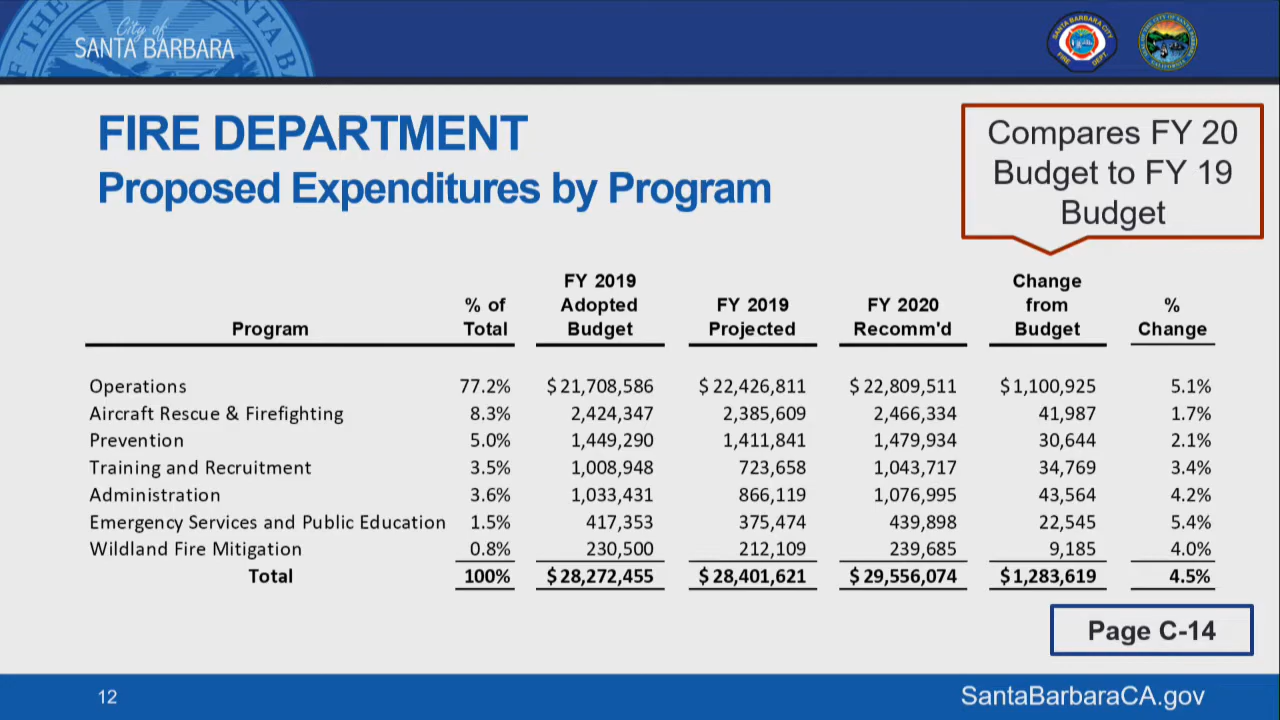 City of
SANTA BARBARA
FIRE DEPARTMENT
Proposed Expenditures by Program
Compares FY 20
Budget to FY 19
Budget
Program % of Total FY 2019 Adopted Budget FY 2019 Projected FY 2020 Recomm'd Change from Budget % Change
Operations 77.2% $ 21,708,586 $ 22,426,811 $ 22,809,511 $ 1,100,925 5.1%
Aircraft Rescue & Firefighting 8.3% 2,424,347 2,385,609 2,466,334 41,987 1.7%
Prevention 5.0% 1,449,290 1,411,841 1,479,934 30,644 2.1%
Training and Recruitment 3.5% 1,008,948 723,658 1,043,717 34,769 3.4%
Administration 3.6% 1,033,431 866,119 1,076,995 43,564 4.2%
Emergency Services and Public Education 1.5% 417,353 375,474 439,898 22,545 5.4%
Wildland Fire Mitigation 0.8% 230,500 212,109 239,685 9,185 4.0%
Total 100% $ 28,272,455 $ 28,401,621 $ 29,556,074 $ 1,283,619 4.5%
Page C-14
12
SantaBarbaraCA.gov